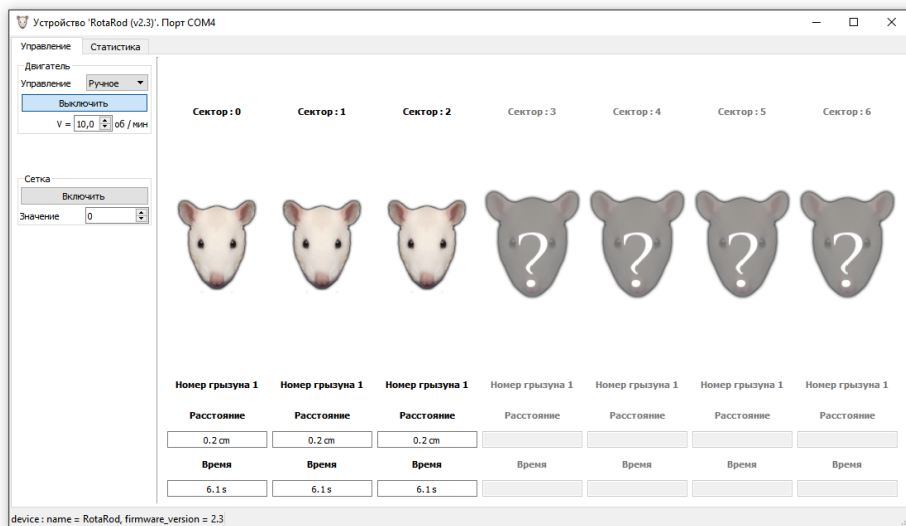 Устройство 'RotaRod (v2.3)'. Порт COM4
Управление Статистика
Двигатель
Управление Ручное
Выключить
V = 10,0 об / мин
Сетка
Включить
Значение 0
Сектор : 0 Сектор : 1 Сектор : 2 Сектор : 3 Сектор : 4 Сектор : 5 Сектор : 6
? ? ? ?
Номер грызуна 1 Номер грызуна 1 Номер грызуна 1 Номер грызуна 1 Номер грызуна 1 Номер грызуна 1 Номер грызуна 1
Расстояние Расстояние Расстояние Расстояние Расстояние Расстояние Расстояние
0.2 cm 0.2 cm 0.2 cm
Время Время Время Время Время Время Время
6.1 s 6.1 s 6.1 s
device : name = RotaRod, firmware_version = 2.3